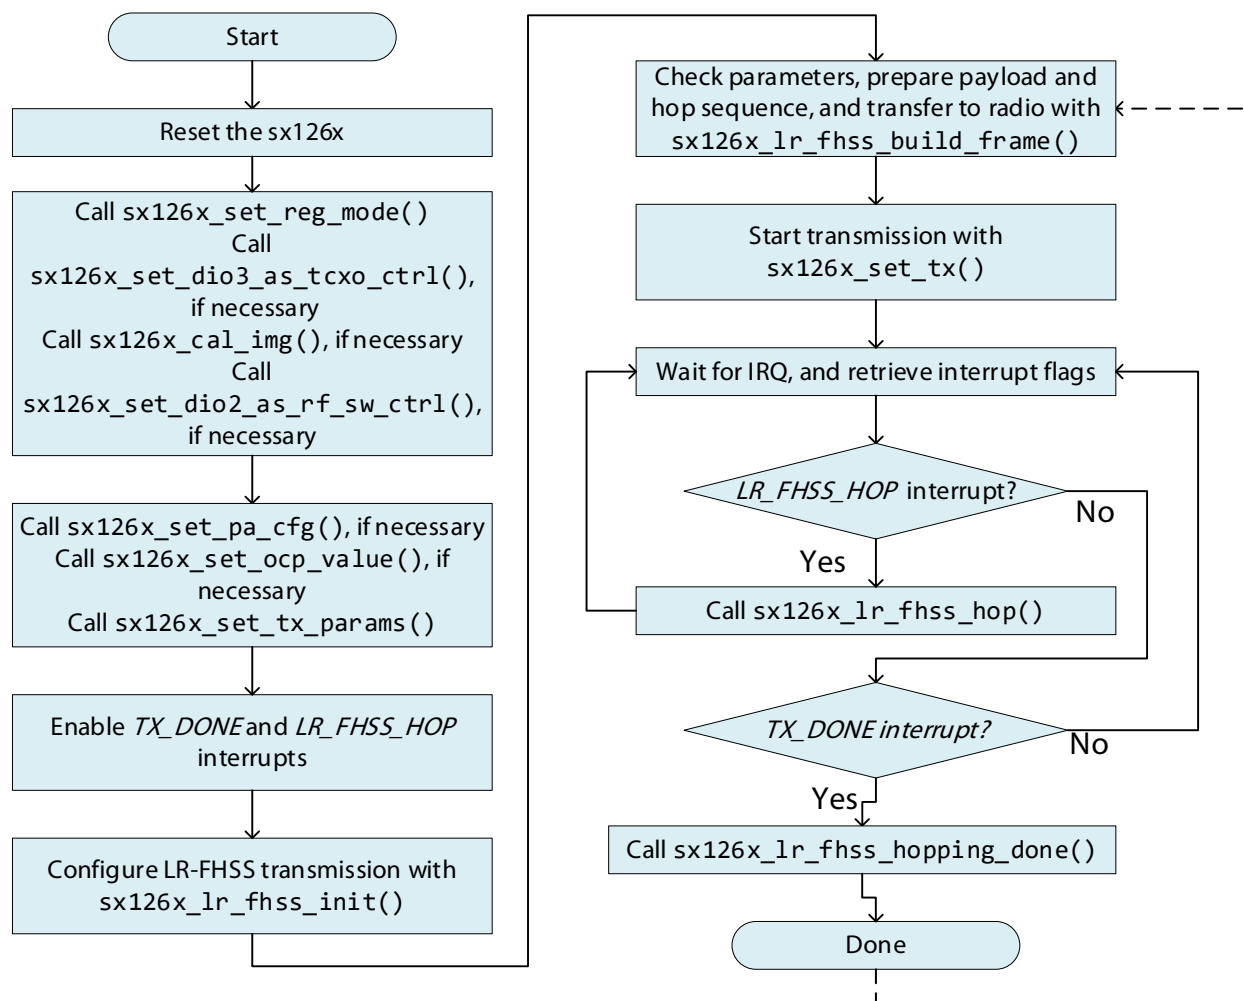 Start
Reset the sx126x
Call sx126x_set_reg_mode()
Call
sx126x_set_dio3_as_tcxo_ctrl(),
if necessary
Call sx126x_cal_img(), if necessary
Call
sx126x_set_dio2_as_rf_sw_ctrl(),
if necessary
Call sx126x_set_pa_cfg(), if necessary
Call sx126x_set_ocp_value(), if
necessary
Call sx126x_set_tx_params()
Enable TX_DONE and LR_FHSS_HOP
interrupts
Configure LR-FHSS transmission with
sx126x_lr_fhss_init()
Check parameters, prepare payload and
hop sequence, and transfer to radio with
sx126x_lr_fhss_build_frame()
Start transmission with
sx126x_set_tx()
Wait for IRQ, and retrieve interrupt flags
LR_FHSS_HOP interrupt?
No
Yes
Call sx126x_lr_fhss_hop()
TX_DONE interrupt?
No
Yes
Call sx126x_lr_fhss_hopping_done()
Done